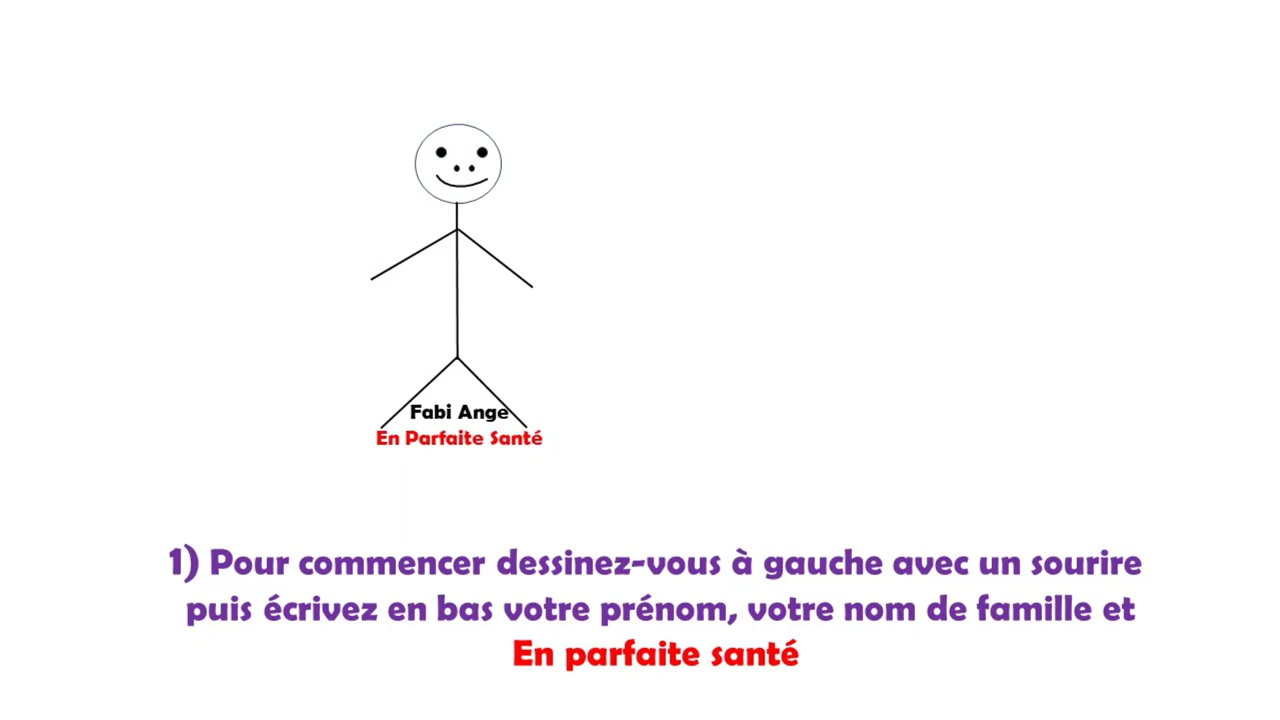 Fabi Ange
En Parfaite Santé
1) Pour commencer dessinez-vous à gauche avec un sourire
puis écrivez en bas votre prénom, votre nom de famille et
En parfaite santé